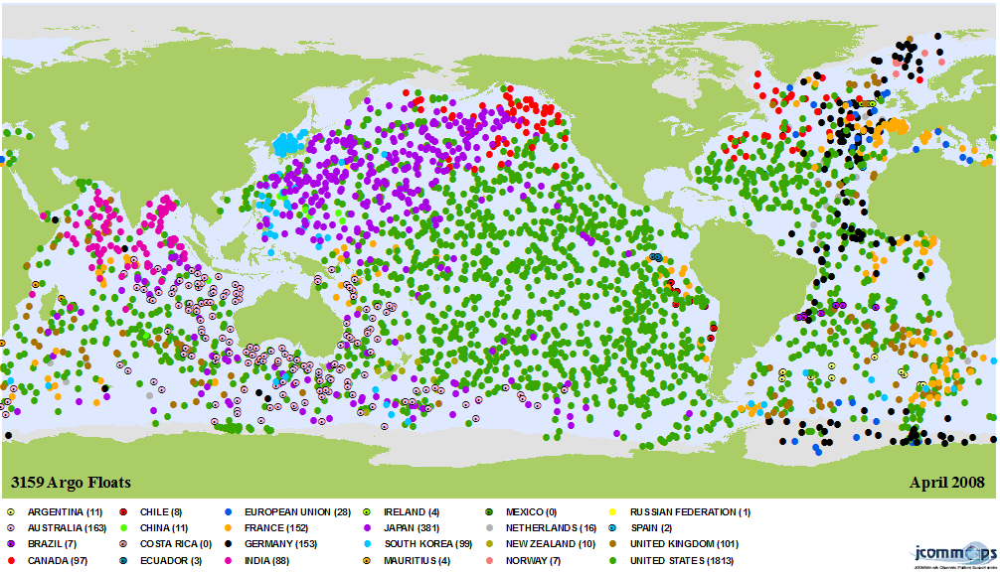 3159 Argo Floats April 2008
ARGENTINA (11) CHILE (8) EUROPEAN UNION (28) IRELAND (4) MEXICO (0) RUSSIAN FEDERATION (1)
AUSTRALIA (163) CHINA (11) FRANCE (152) JAPAN (381) NETHERLANDS (16) SPAIN (2)
BRAZIL (7) COSTA RICA (0) GERMANY (153) SOUTH KOREA (99) NEW ZEALAND (10) UNITED KINGDOM (101)
CANADA (97) ECUADOR (3) INDIA (88) MAURITIUS (4) NORWAY (7) UNITED STATES (1813)
jcommops